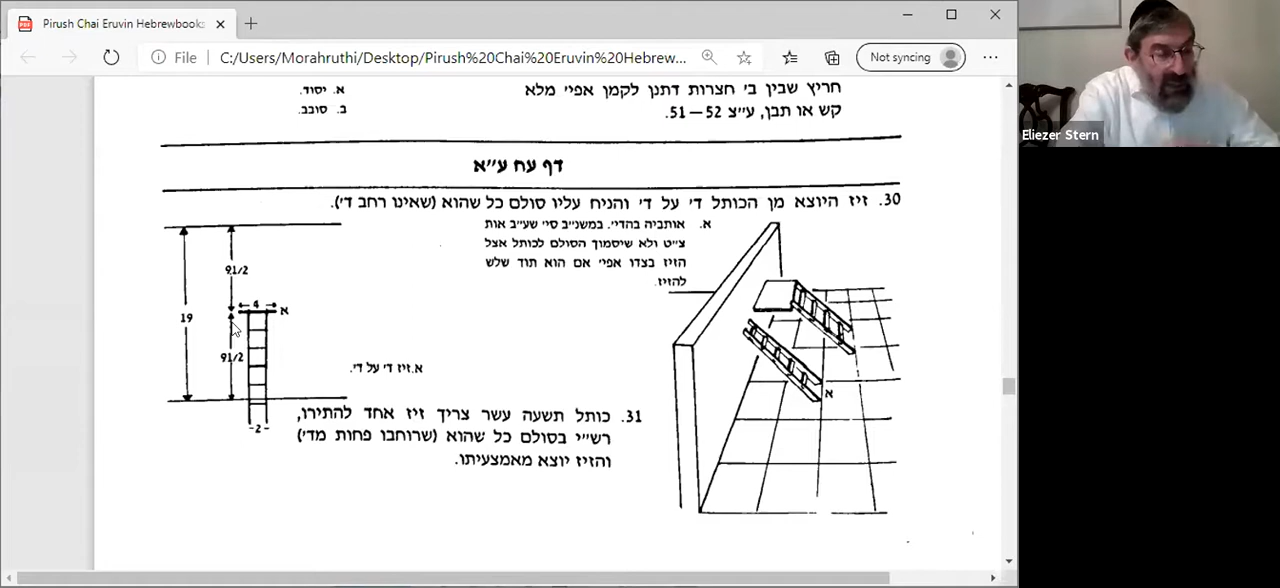 Pirush Chai Eruvin Hebrewbooks
File
C:/Users/Morahruthi/Desktop/Pirush%20Chai%20Eruvin%20Hebrew...
Not syncing
Eliezer Stern
חריץ שבין ב׳ חצרות דתנן לקמן אפי׳ מלא
קש או תבן, ע״צ 52—51.
א. יסוד.
ב. סובב.
דף עח ע״א
30. זיז היוצא מן הכותל ד׳ על ד׳ והניח עליו סולם כל שהוא (שאינו רחב ד׳).
א. אותביה בהדי׳. במשנ״ב סי׳ שע״ב אות
צ״ט ולא שיסמוך הסולם לכותל אצל
הזיז בצדו אפי׳ אם הוא תוד שלש
להזיז.
91/2
4
א
19
91/2
2
א. זיז ד׳ על ד׳.
א
31. כותל תשעה עשר צריך זיז אחד להתירו,
רש״י בסולם כל שהוא (שרוחבו פחות מד׳)
והזיז יוצא מאמצעיתו.